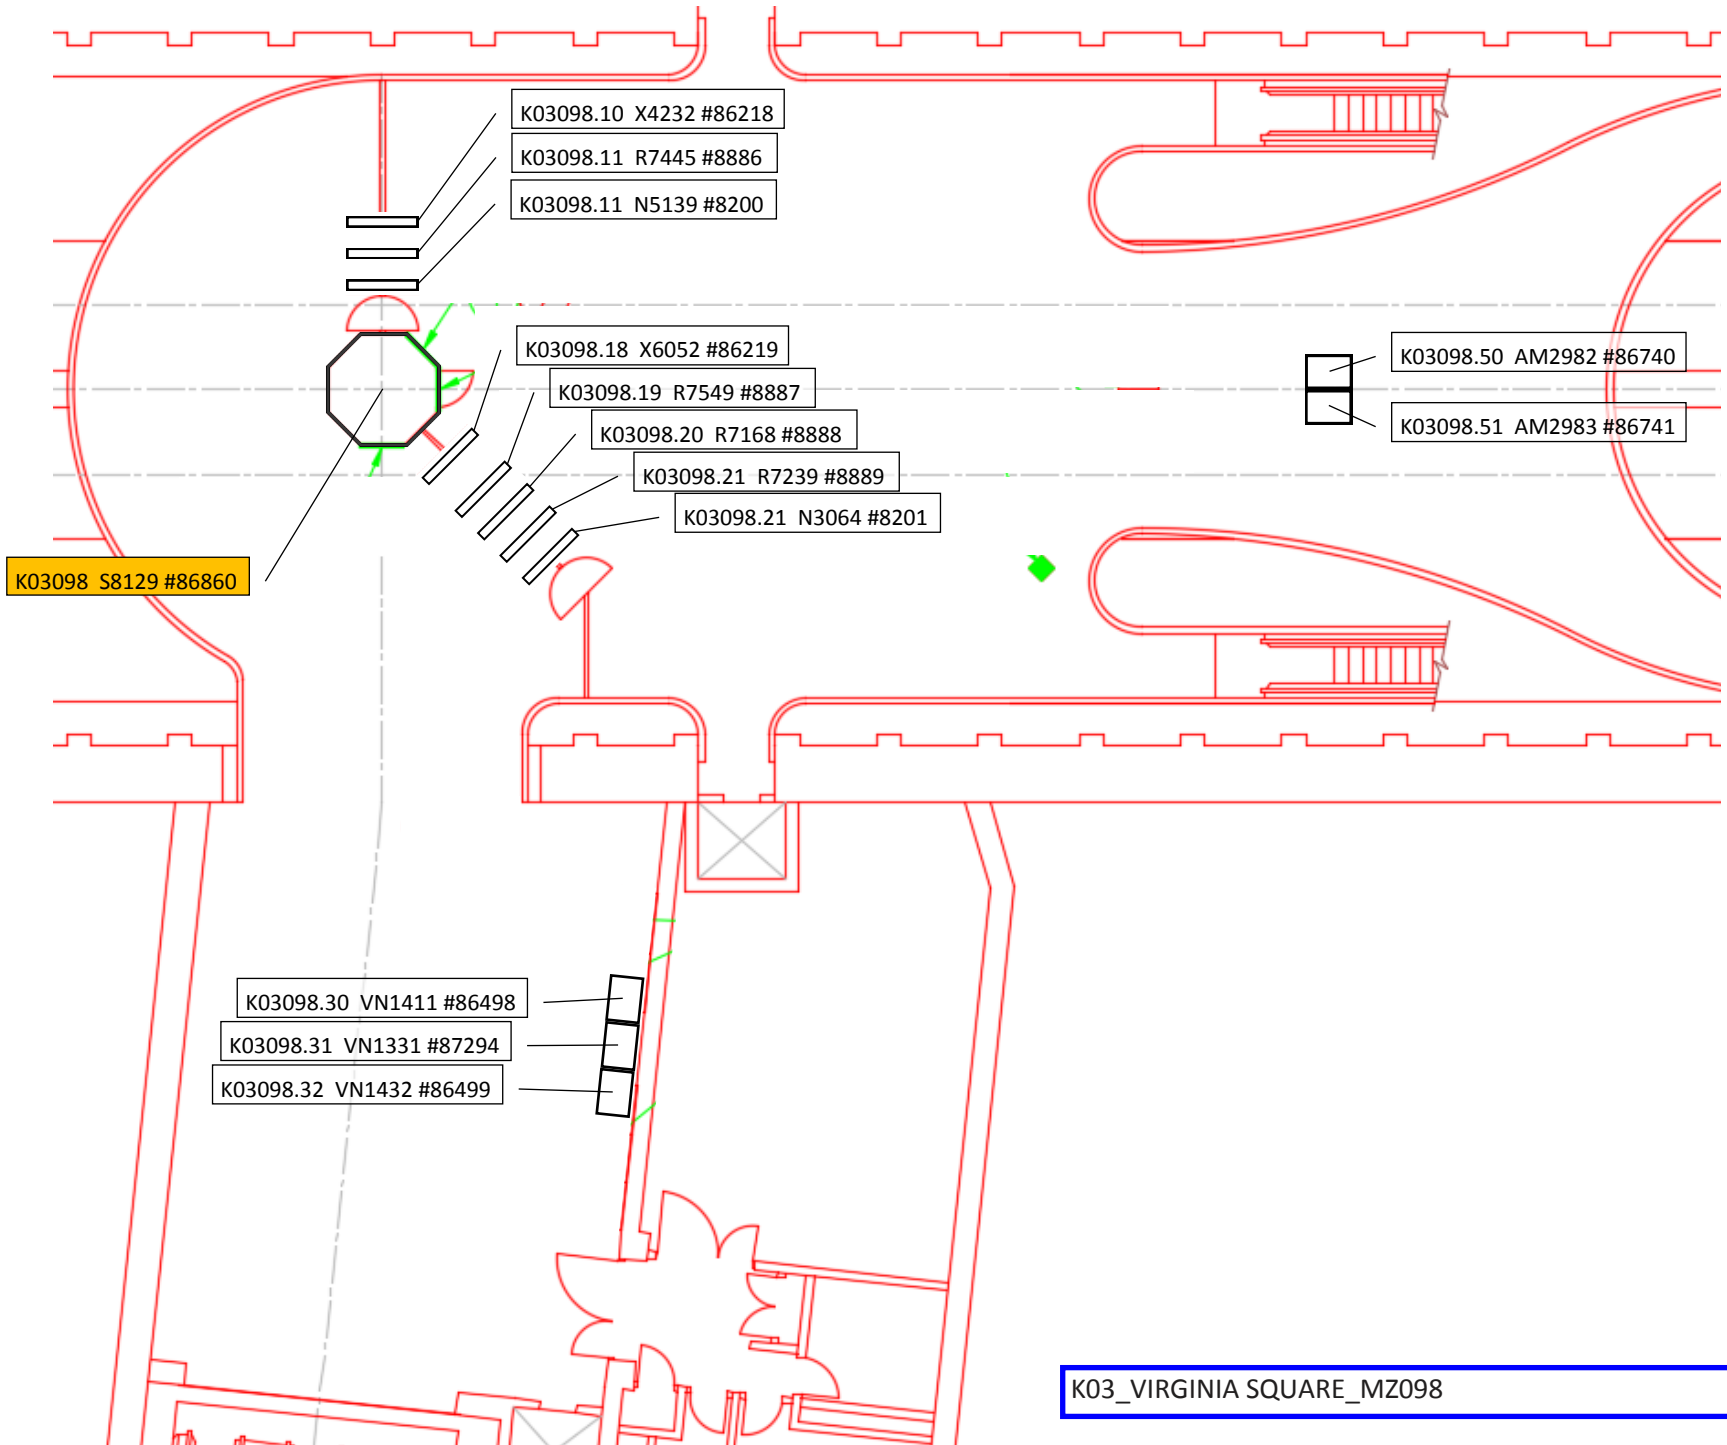 K03098.10 X4232 #86218
K03098.11 R7445 #8886
K03098.11 N5139 #8200
K03098.18 X6052 #86219
K03098.19 R7549 #8887
K03098.20 R7168 #8888
K03098.21 R7239 #8889
K03098.21 N3064 #8201
K03098.50 AM2982 #86740
K03098.51 AM2983 #86741
K03098 S8129 #86860
K03098.30 VN1411 #86498
K03098.31 VN1331 #87294
K03098.32 VN1432 #86499
K03_VIRGINIA SQUARE_MZ098